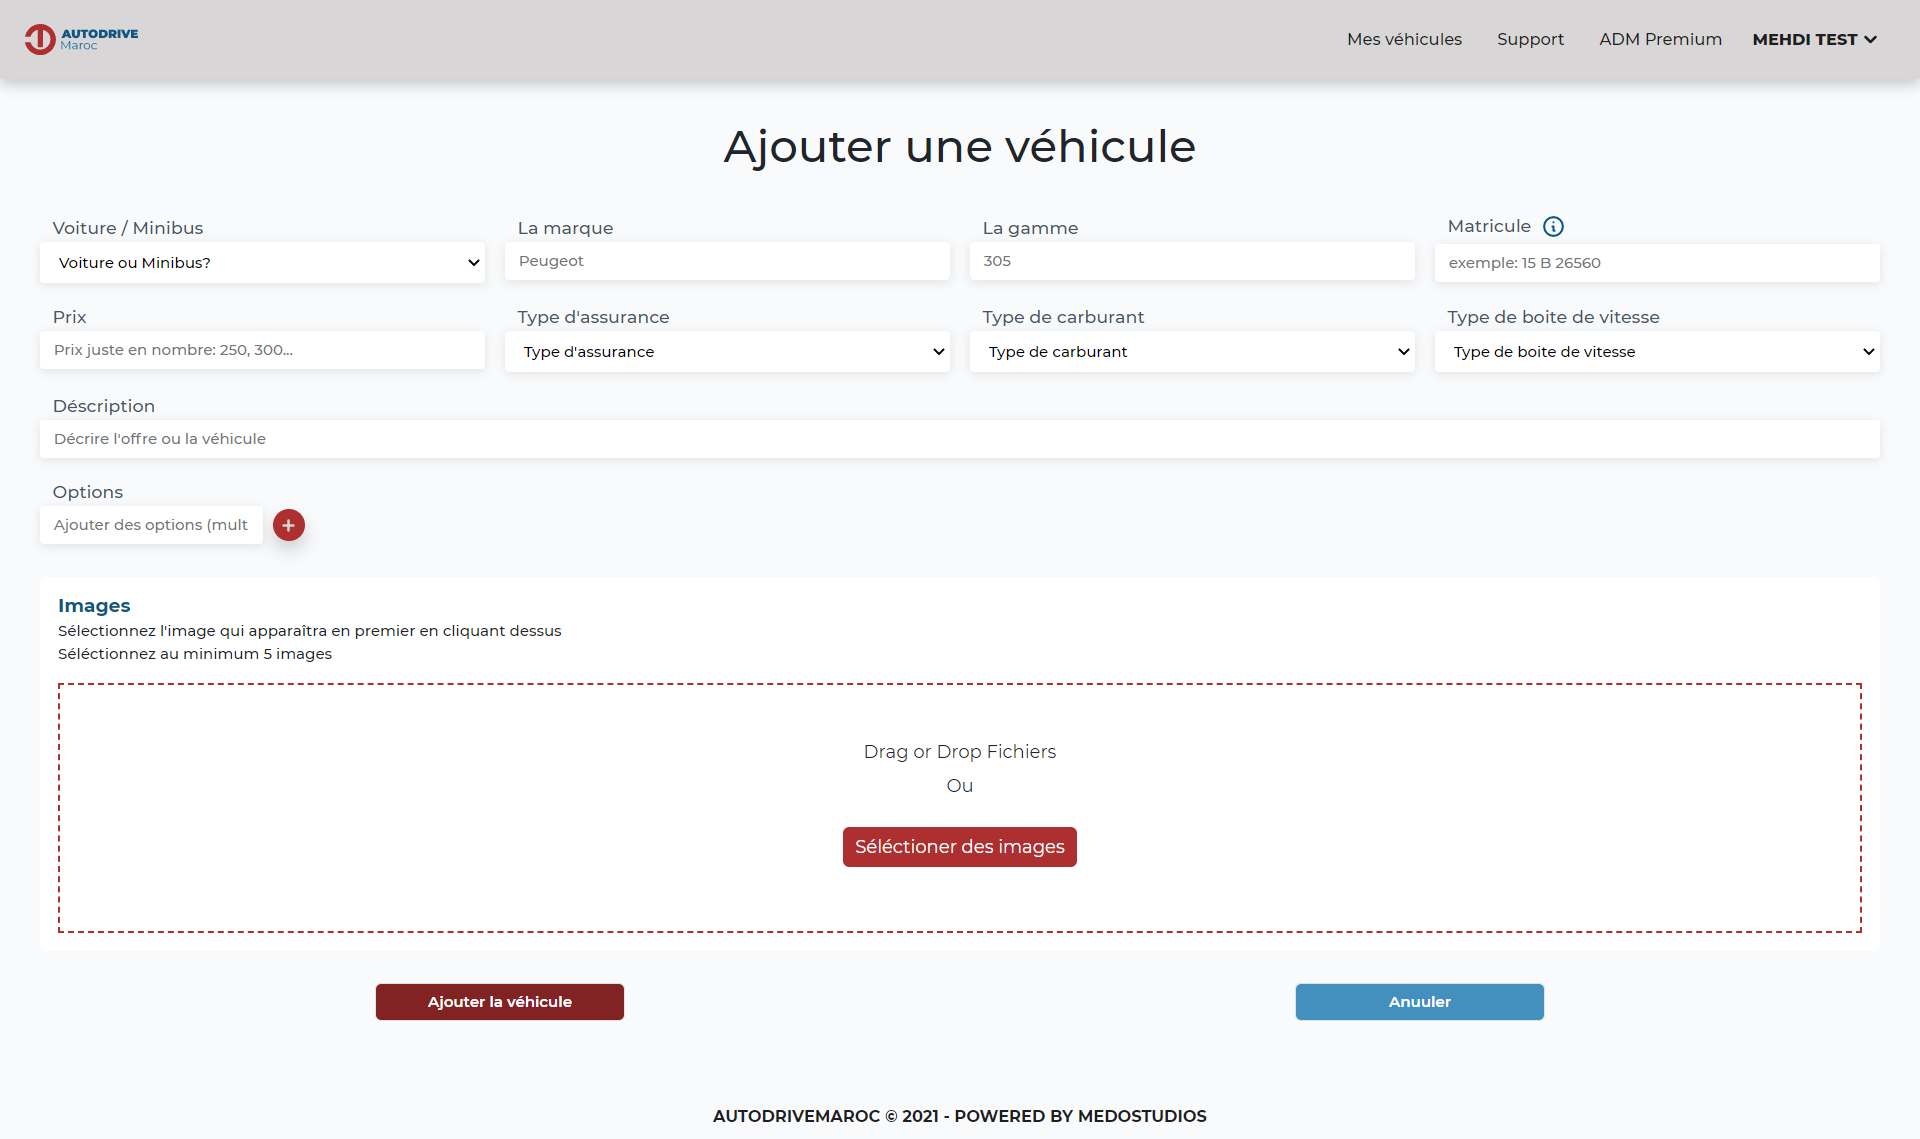 AUTODRIVE
Maroc
Mes véhicules Support ADM Premium MEHDI TEST
Ajouter une véhicule
Voiture / Minibus La marque La gamme Matricule
Voiture ou Minibus? Peugeot 305 exemple: 15 B 26560
Prix Type d'assurance Type de carburant Type de boite de vitesse
Prix juste en nombre: 250, 300... Type d'assurance Type de carburant Type de boite de vitesse
Déscription
Décrire l'offre ou la véhicule
Options
Ajouter des options (mult
Images
Sélectionnez l'image qui apparaîtra en premier en cliquant dessus
Séléctionnez au minimum 5 images
Drag or Drop Fichiers
Ou
Séléctioner des images
Ajouter la véhicule Anuuler
AUTODRIVEMAROC © 2021 - POWERED BY MEDOSTUDIOS